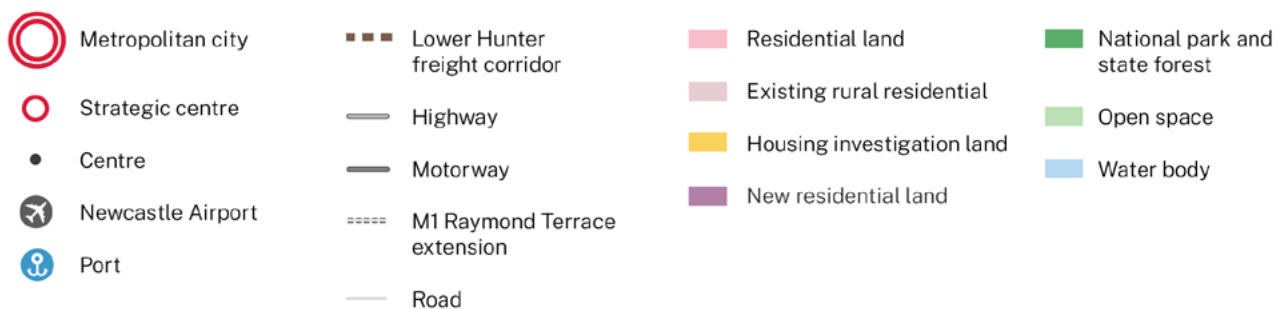 Metropolitan city
Strategic centre
Centre
Newcastle Airport
Port
Lower Hunter
freight corridor
Highway
Motorway
M1 Raymond Terrace
extension
Road
Residential land
Existing rural residential
Housing investigation land
New residential land
National park and
state forest
Open space
Water body